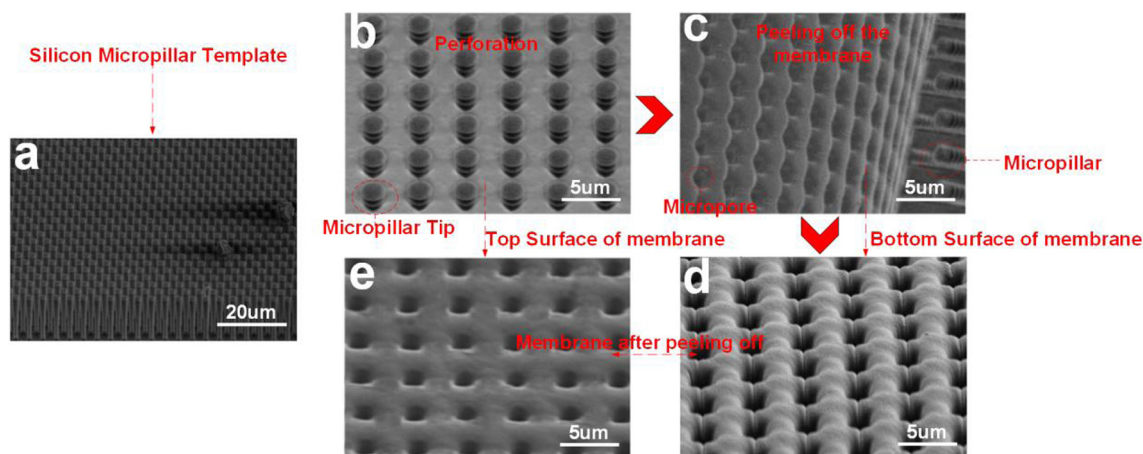 Silicon Micropillar Template
a
20um
b
Perforation
5um
Micropillar Tip
Top Surface of membrane
c
Peeling off the
membrane
5um
Micropore
Micropillar
Bottom Surface of membrane
e
5um
Membrane after peeling off
d
5um